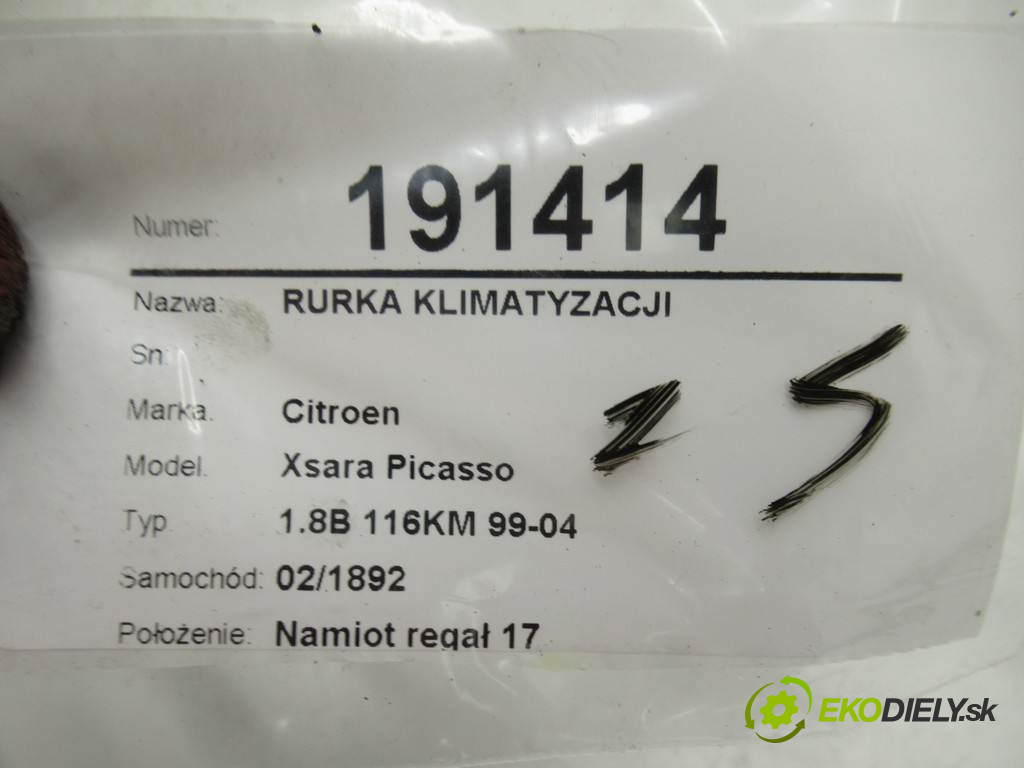 Numer: 191414
Nazwa: RURKA KLIMATYZACJI
Sn:
Marka: Citroen
Model: Xsara Picasso
Typ 1.8B 116KM 99-04
Samochód: 02/1892
Położenie: Namiot regał 17
z 5
EKODIELY.sk